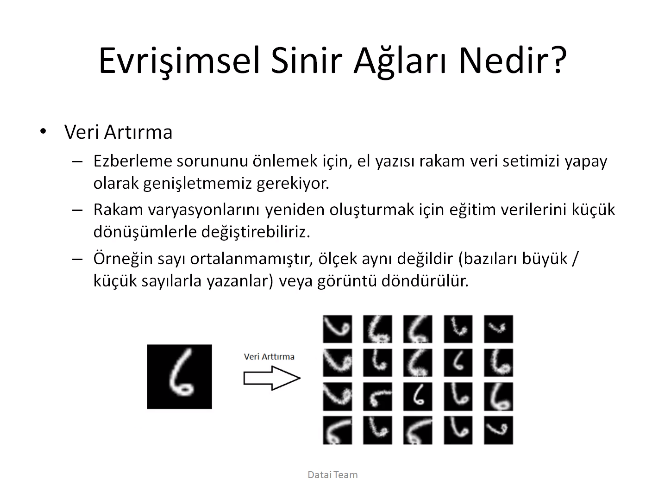 Evrişimsel Sinir Ağları Nedir?
• Veri Artırma
– Ezberleme sorununu önlemek için, el yazısı rakam veri setimizi yapay
olarak genişletmemiz gerekiyor.
– Rakam varyasyonlarını yeniden oluşturmak için eğitim verilerini küçük
dönüşümlerle değiştirebiliriz.
– Örneğin sayı ortalanmamıştır, ölçek aynı değildir (bazıları büyük /
küçük sayılarla yazanlar) veya görüntü döndürülür.
Veri Arttırma
6
Datai Team